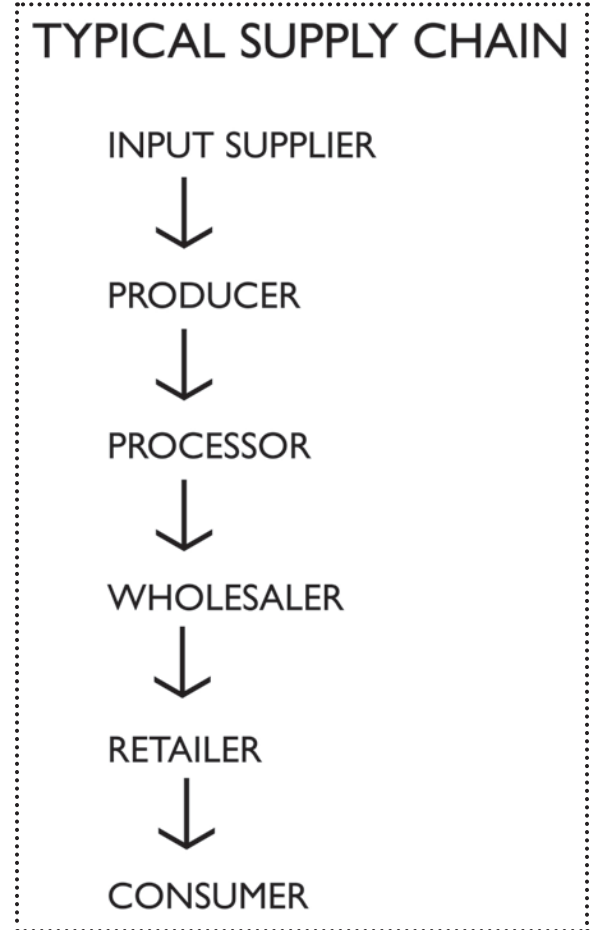 TYPICAL SUPPLY CHAIN
INPUT SUPPLIER
PRODUCER
PROCESSOR
WHOLESALER
RETAILER
CONSUMER